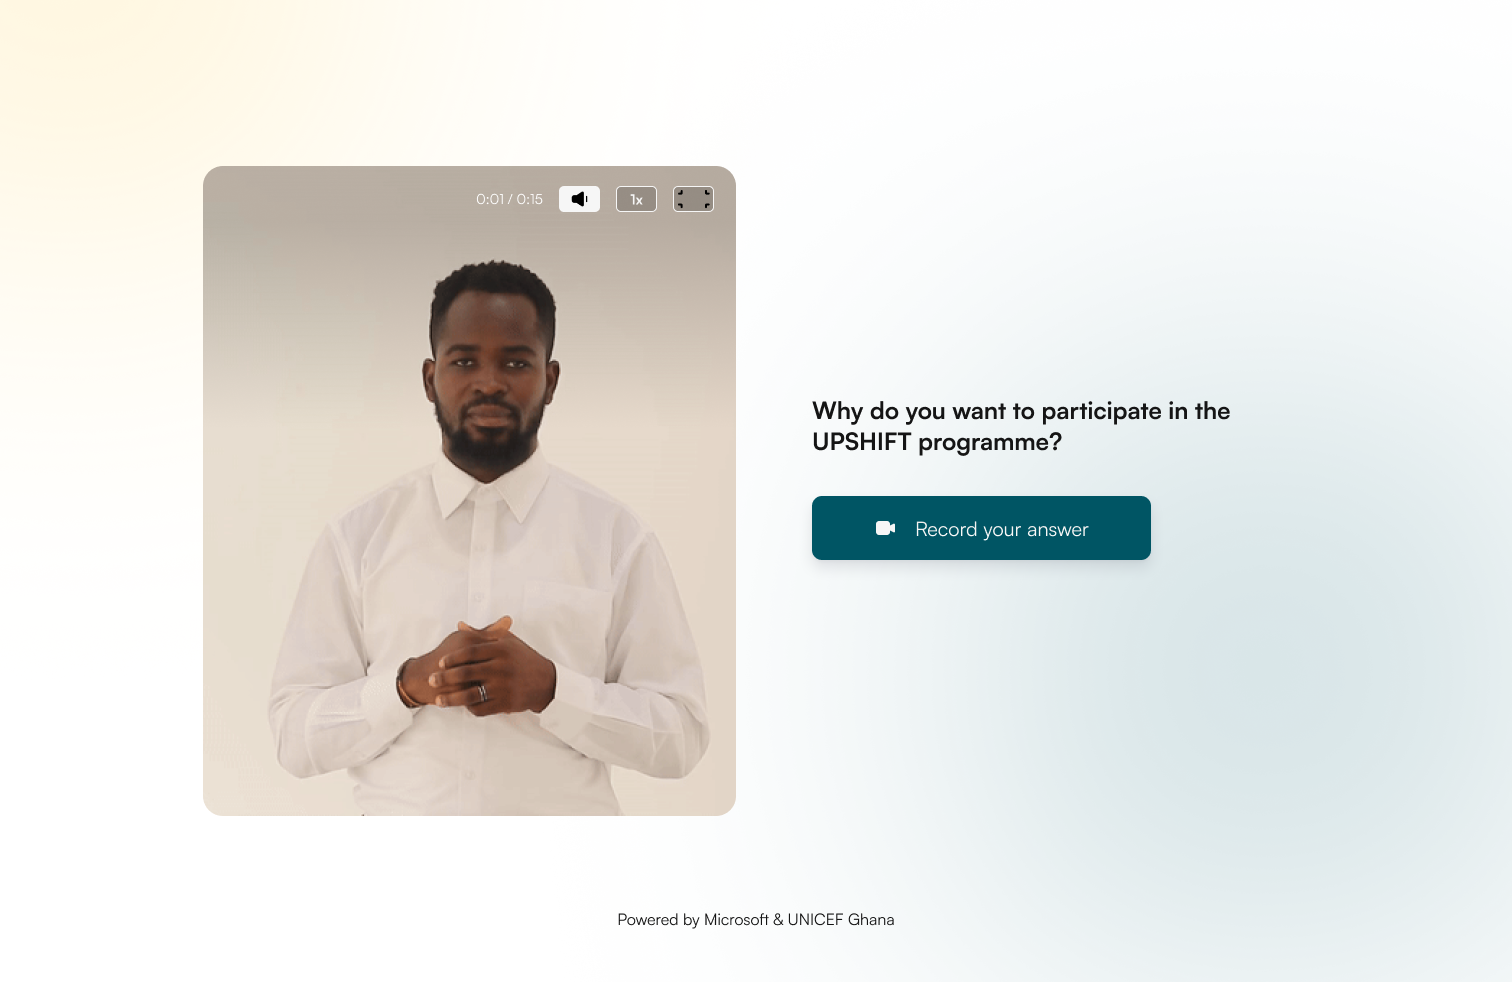 0:01 / 0:15
1x
Why do you want to participate in the
UPSHIFT programme?
Record your answer
Powered by Microsoft & UNICEF Ghana